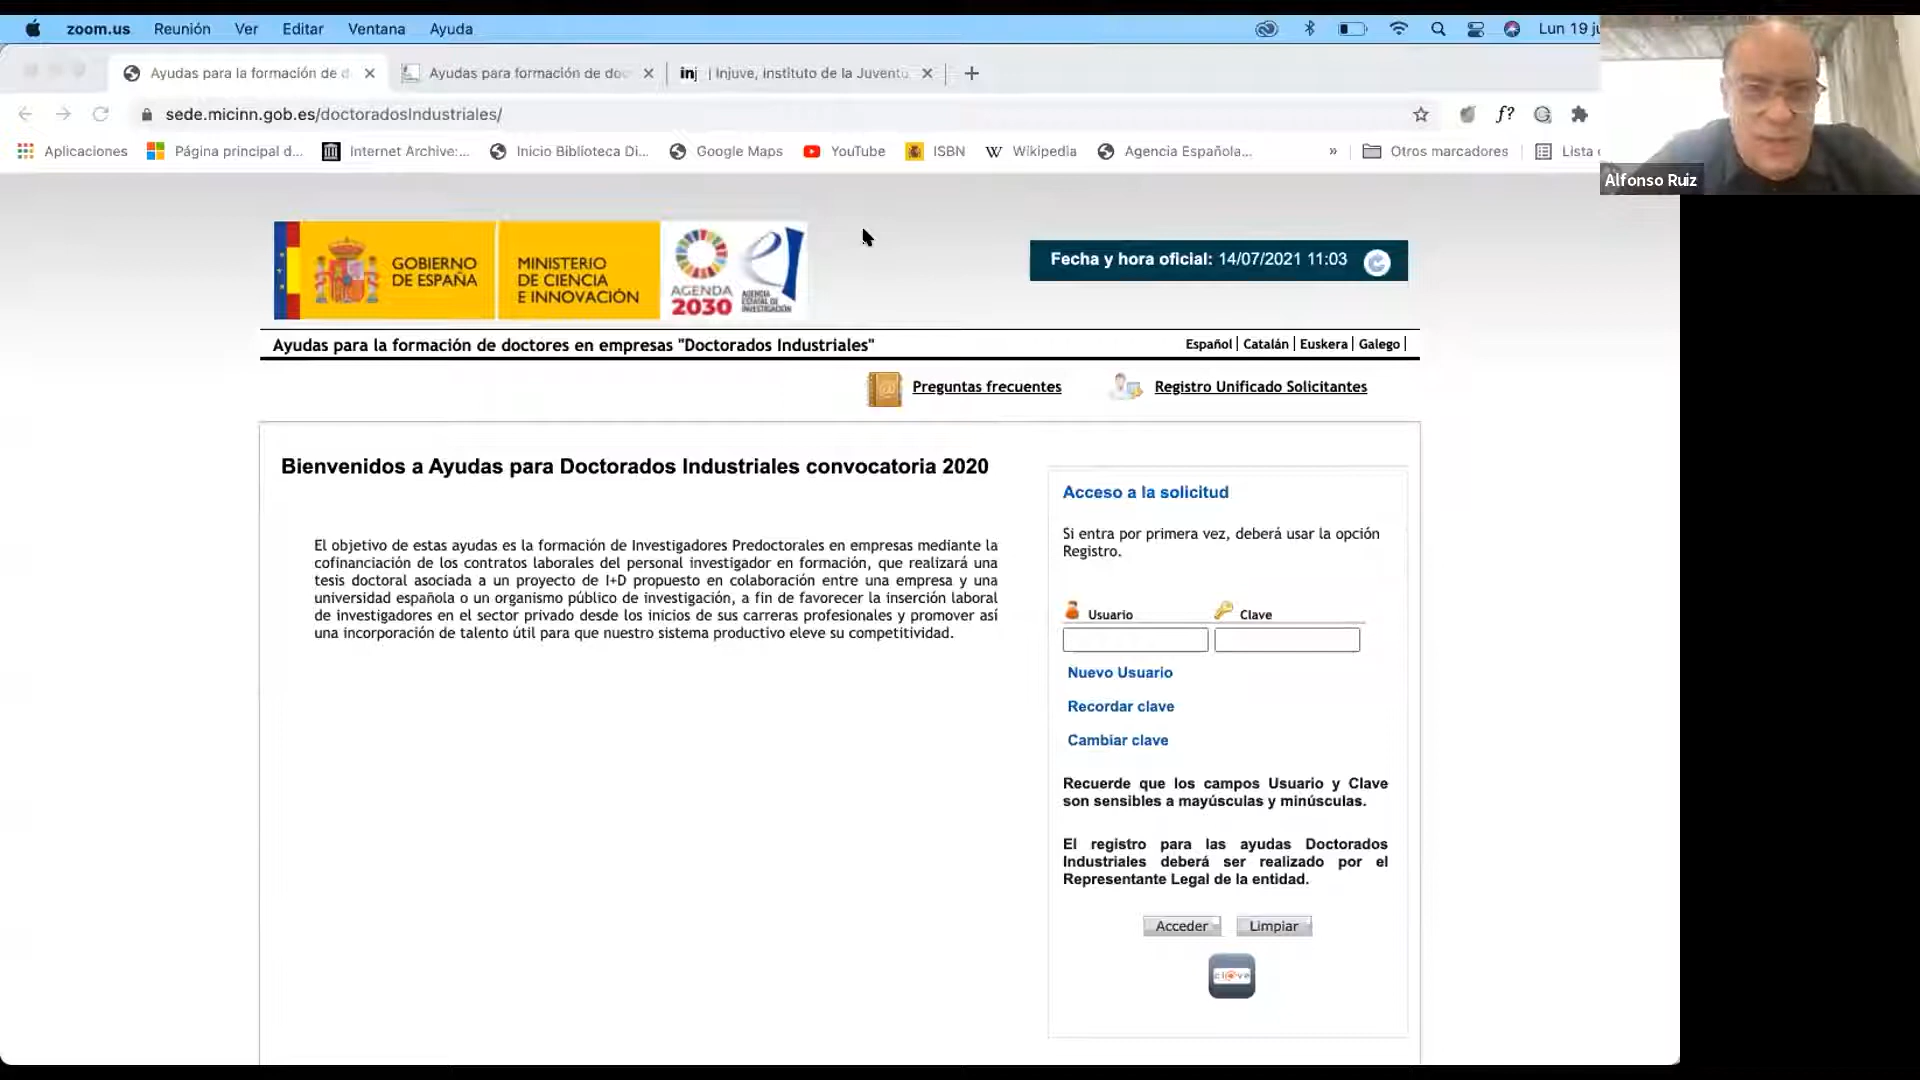 zoom.us Reunión Ver Editar Ventana Ayuda
Lun 19 ju
Ayudas para la formación de d
Ayudas para formación de doc
inj | Injuve, Instituto de la Juventu
sede.micinn.gob.es/doctoradosIndustriales/
f?
Aplicaciones
Página principal d...
Internet Archive:...
Inicio Biblioteca Di...
Google Maps
YouTube
ISBN
W Wikipedia
Agencia Española...
»
Otros marcadores
Lista
Alfonso Ruiz
GOBIERNO
DE ESPAÑA
MINISTERIO
DE CIENCIA
E INNOVACIÓN
AGENDA
2030
AGENCIA
ESTATAL DE
INVESTIGACIÓN
Fecha y hora oficial: 14/07/2021 11:03
Ayudas para la formación de doctores en empresas "Doctorados Industriales"
Español | Catalán | Euskera | Galego |
Preguntas frecuentes
Registro Unificado Solicitantes
Bienvenidos a Ayudas para Doctorados Industriales convocatoria 2020
El objetivo de estas ayudas es la formación de Investigadores Predoctorales en empresas mediante la
cofinanciación de los contratos laborales del personal investigador en formación, que realizará una
tesis doctoral asociada a un proyecto de I+D propuesto en colaboración entre una empresa y una
universidad española o un organismo público de investigación, a fin de favorecer la inserción laboral
de investigadores en el sector privado desde los inicios de sus carreras profesionales y promover así
una incorporación de talento útil para que nuestro sistema productivo eleve su competitividad.
Acceso a la solicitud
Si entra por primera vez, deberá usar la opción
Registro.
Usuario
Clave
Nuevo Usuario
Recordar clave
Cambiar clave
Recuerde que los campos Usuario y Clave
son sensibles a mayúsculas y minúsculas.
El registro para las ayudas Doctorados
Industriales deberá ser realizado por el
Representante Legal de la entidad.
Acceder
Limpiar
cl@ve